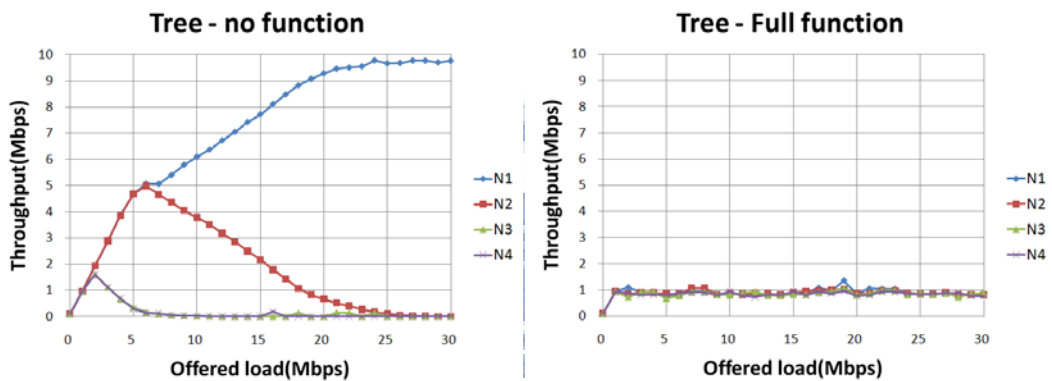 Tree - no function
Throughput(Mbps)
10
9
8
7
6
5
4
3
2
1
0
0 5 10 15 20 25 30
Offered load(Mbps)
N1
N2
N3
N4
Tree - Full function
Throughput(Mbps)
10
9
8
7
6
5
4
3
2
1
0
0 5 10 15 20 25 30
Offered load(Mbps)
N1
N2
N3
N4